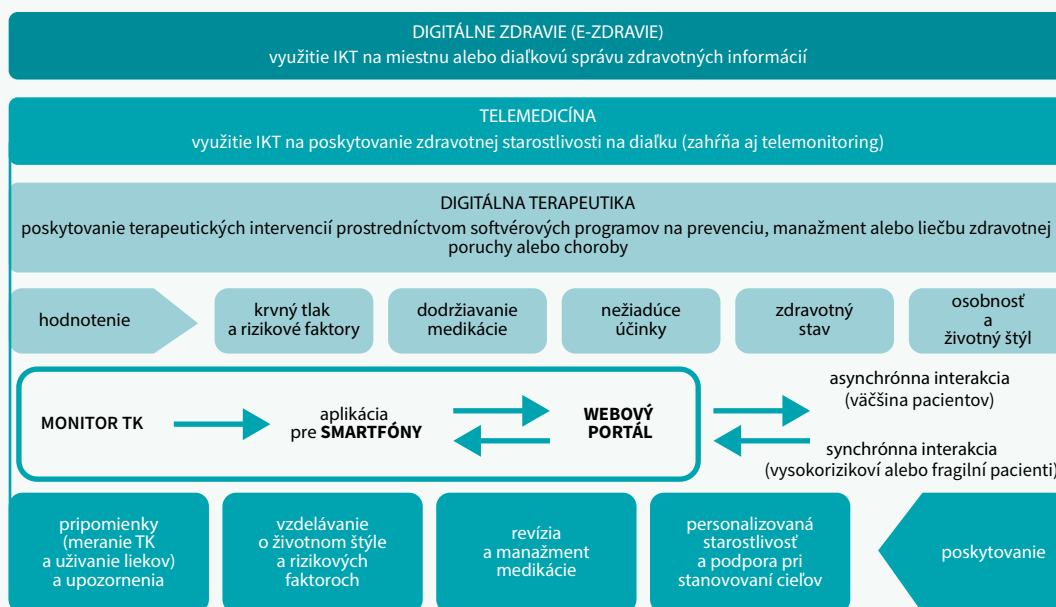 DIGITÁLNE ZDRAVIE (E-ZDRAVIE)
využitie IKT na miestnu alebo diaľkovú správu zdravotných informácií
TELEMEDICÍNA
využitie IKT na poskytovanie zdravotnej starostlivosti na diaľku (zahŕňa aj telemonitoring)
DIGITÁLNA TERAPEUTIKA
poskytovanie terapeutických intervencií prostredníctvom softvérových programov na prevenciu, manažment alebo liečbu zdravotnej
poruchy alebo choroby
hodnotenie
krvný tlak
a rizikové faktory
dodržiavanie
medikácie
nežiadúce
účinky
zdravotný
stav
osobnosť
a
životný štýl
MONITOR TK
aplikácia
pre SMARTFÓNY
WEBOVÝ
PORTÁL
asynchrónna interakcia
(väčšina pacientov)
synchrónna interakcia
(vysokorizikoví alebo fragilní pacienti)
pripomienky
(meranie TK
a uživanie liekov)
a upozornenia
vzdelávanie
o životnom štýle
a rizikových
faktoroch
revízia
a manažment
medikácie
personalizovaná
starostlivosť
a podpora pri
stanovovaní cieľov
poskytovanie